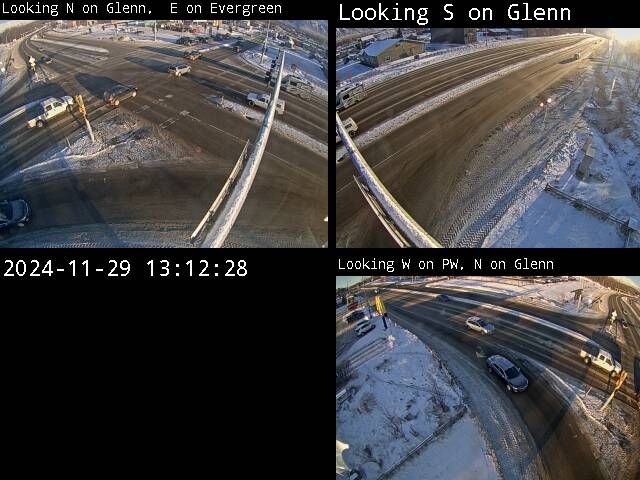 Looking N on Glenn,  E on Evergreen
Looking S on Glenn
2024-11-29 13:12:28
Looking W on PW, N on Glenn